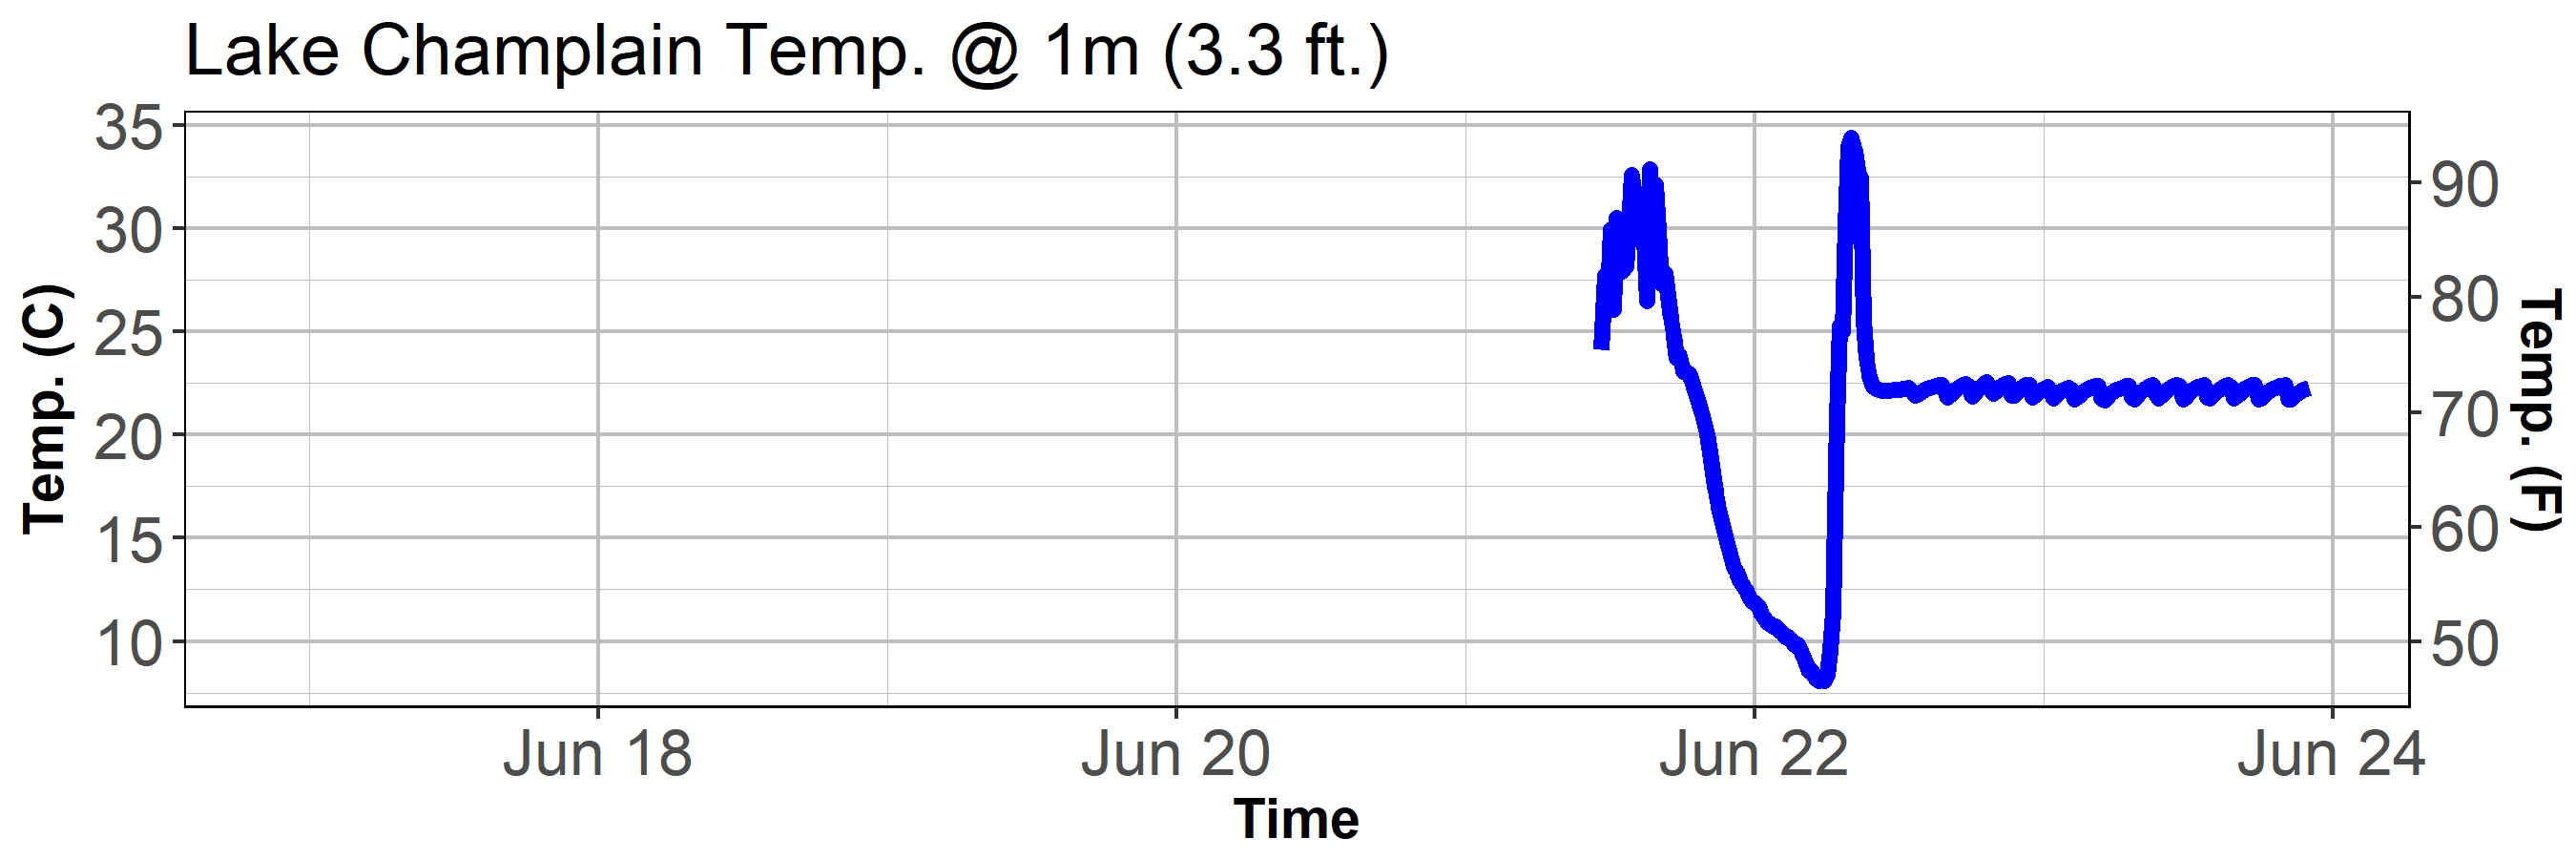 Lake Champlain Temp. @ 1m (3.3 ft.)
35
30
25
20
15
10
Temp. (C)
90
80
70
60
50
Temp. (F)
Jun 18
Jun 20
Jun 22
Jun 24
Time